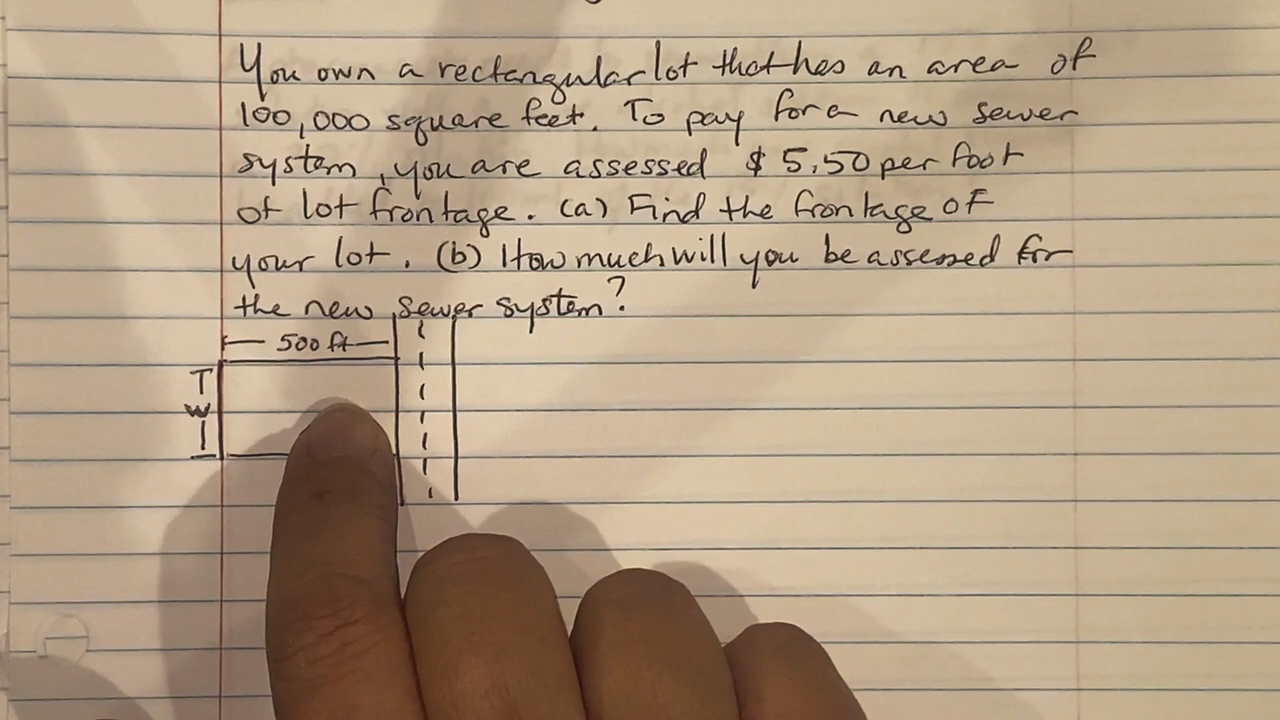 You own a rectangular lot that has an area of
100,000 square feet. To pay for a new sewer
system, you are assessed $5.50 per foot
of lot frontage. (a) Find the frontage of
your lot. (b) How much will you be assessed for
the new sewer system?
500 ft
W